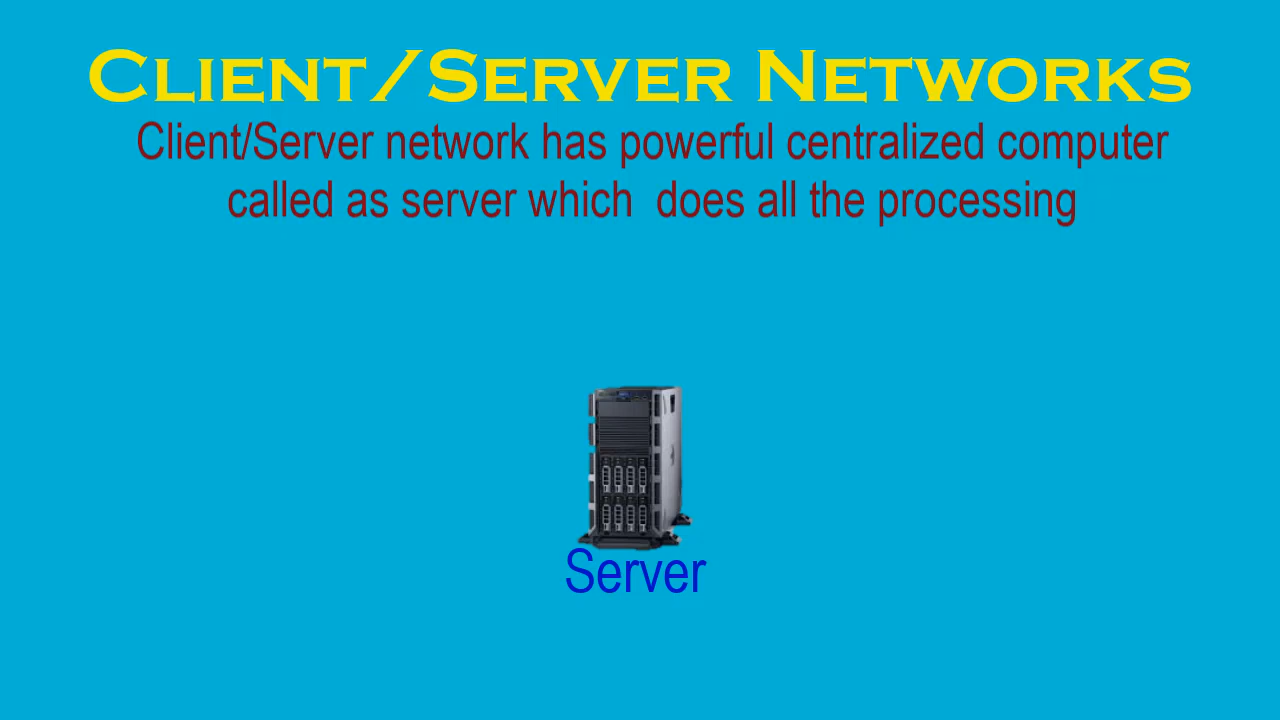 Client/Server Networks
Client/Server network has powerful centralized computer
called as server which  does all the processing
Server